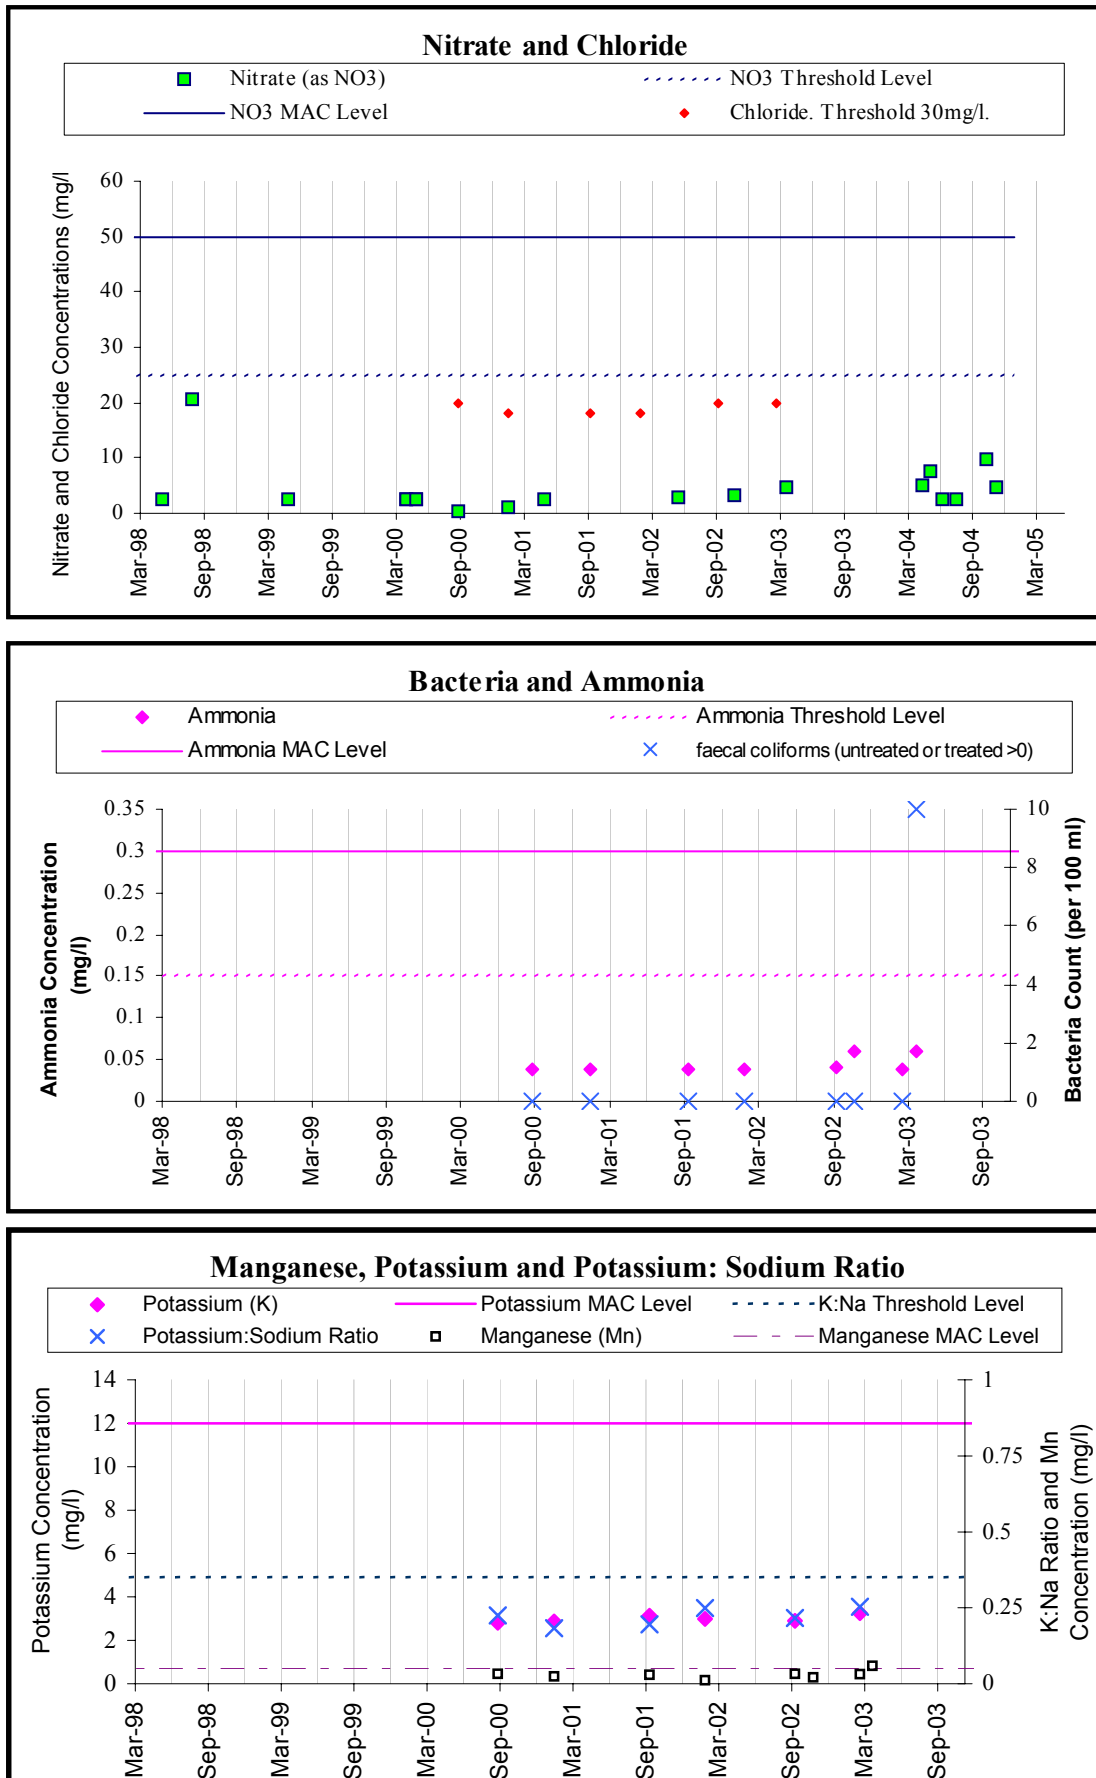 Nitrate and Chloride
Nitrate (as NO3)
NO3 Threshold Level
NO3 MAC Level
Chloride. Threshold 30mg/l.
Nitrate and Chloride Concentrations (mg/l
60
50
40
30
20
10
0
Mar-98
Sep-98
Mar-99
Sep-99
Mar-00
Sep-00
Mar-01
Sep-01
Mar-02
Sep-02
Mar-03
Sep-03
Mar-04
Sep-04
Mar-05
Bacteria and Ammonia
Ammonia
Ammonia Threshold Level
Ammonia MAC Level
faecal coliforms (untreated or treated >0)
Ammonia Concentration
(mg/l)
0.35
0.3
0.25
0.2
0.15
0.1
0.05
0
10
8
6
4
2
0
Bacteria Count (per 100 ml)
Mar-98
Sep-98
Mar-99
Sep-99
Mar-00
Sep-00
Mar-01
Sep-01
Mar-02
Sep-02
Mar-03
Sep-03
Manganese, Potassium and Potassium: Sodium Ratio
Potassium (K)
Potassium MAC Level
K:Na Threshold Level
Potassium:Sodium Ratio
Manganese (Mn)
Manganese MAC Level
Potassium Concentration
(mg/l)
14
12
10
8
6
4
2
0
1
0.75
0.5
0.25
0
K:Na Ratio and Mn
Concentration (mg/l)
Mar-98
Sep-98
Mar-99
Sep-99
Mar-00
Sep-00
Mar-01
Sep-01
Mar-02
Sep-02
Mar-03
Sep-03